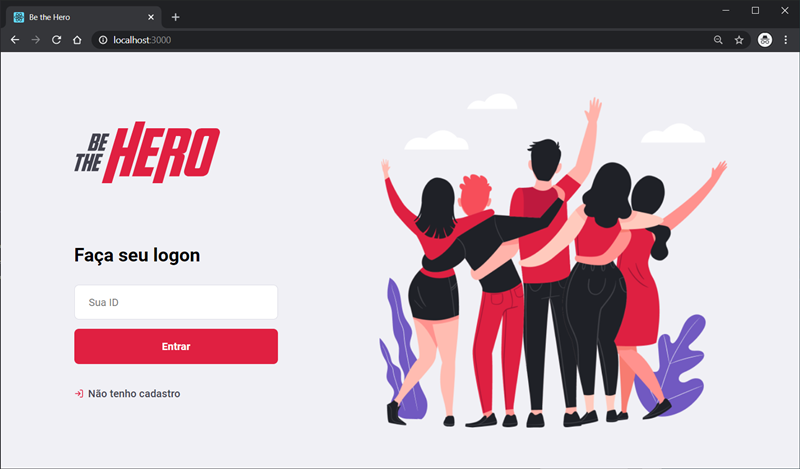 Be the Hero
localhost:3000
BE
THE HERO
Faça seu logon
Sua ID
Entrar
Não tenho cadastro